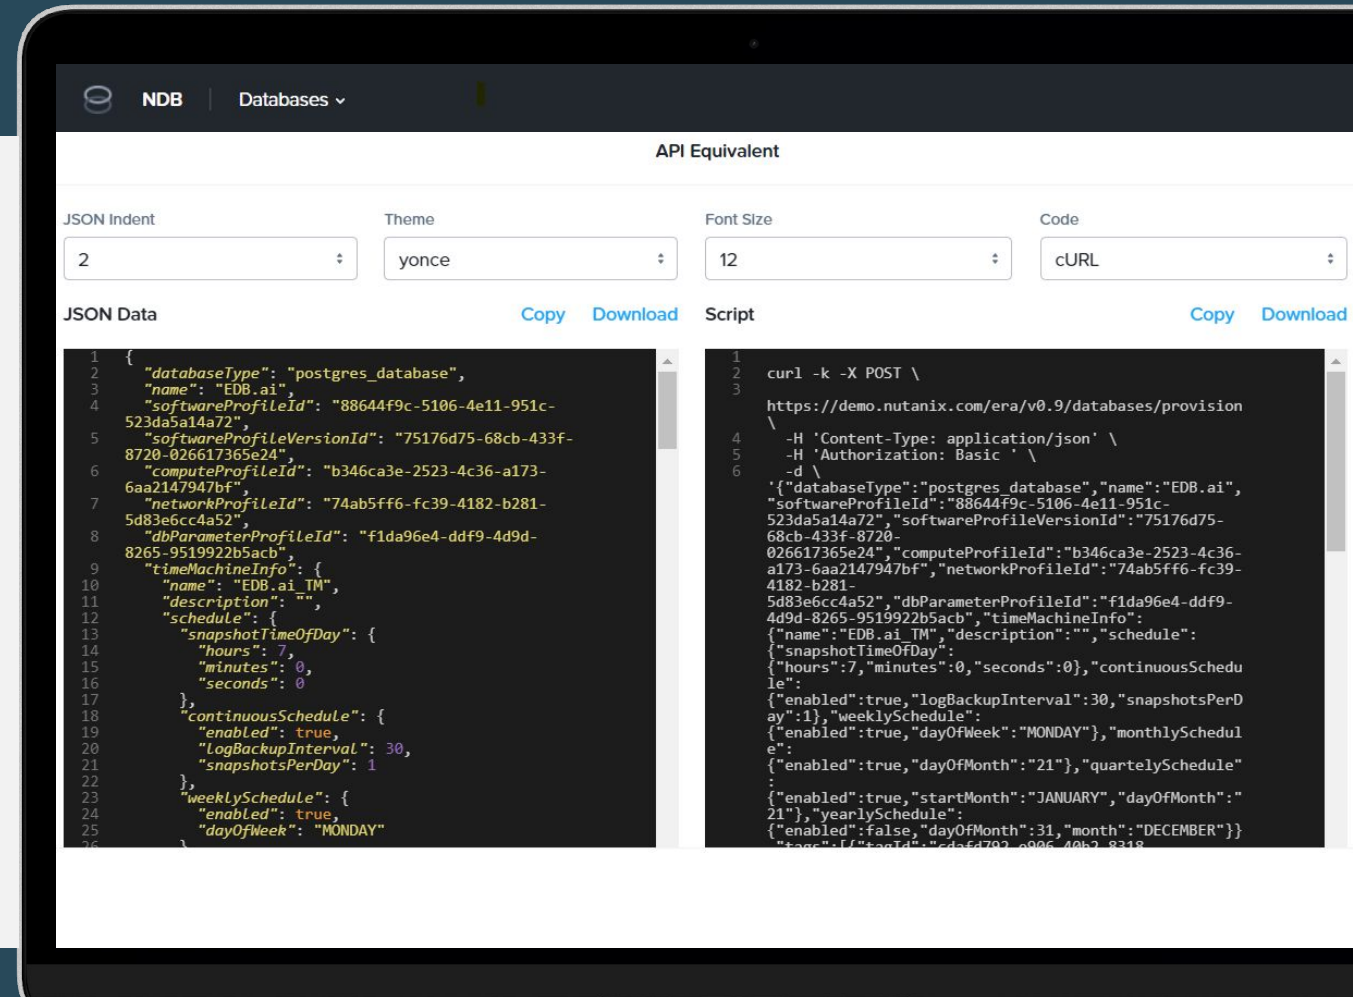 NDB
Databases
API Equivalent
JSON Indent
Theme
Font Size
Code
2
yonce
12
cURL
JSON Data
Copy
Download
Script
Copy
Download
1 {
2 "databaseType": "postgres_database",
3 "name": "EDB.ai",
4 "softwareProfileId": "88644f9c-5106-4e11-951c-
523da5a14a72",
5 "softwareProfileVersionId": "75176d75-68cb-433f-
8720-026617365e24",
6 "computeProfileId": "b346ca3e-2523-4c36-a173-
6aa2147947bf",
7 "networkProfileId": "74ab5ff6-fc39-4182-b281-
5d83e6cc4a52",
8 "dbParameterProfileId": "f1da96e4-ddf9-4d9d-
8265-9519922b5acb",
9 "timeMachineInfo": {
10 "name": "EDB.ai_TM",
11 "description": "",
12 "schedule": {
13 "snapshotTimeOfDay": {
14 "hours": 7,
15 "minutes": 0,
16 "seconds": 0
17 },
18 "continuousSchedule": {
19 "enabled": true,
20 "logBackupInterval": 30,
21 "snapshotsPerDay": 1
22 },
23 "weeklySchedule": {
24 "enabled": true,
25 "dayOfWeek": "MONDAY"
26 }
1
2 curl -k -X POST \
3
https://demo.nutanix.com/era/v0.9/databases/provision
\
4 -H 'Content-Type: application/json' \
5 -H 'Authorization: Basic ' \
6 -d \
'{"databaseType":"postgres_database","name":"EDB.ai",
"softwareProfileId":"88644f9c-5106-4e11-951c-
523da5a14a72","softwareProfileVersionId":"75176d75-
68cb-433f-8720-
026617365e24","computeProfileId":"b346ca3e-2523-4c36-
a173-6aa2147947bf","networkProfileId":"74ab5ff6-fc39-
4182-b281-
5d83e6cc4a52","dbParameterProfileId":"f1da96e4-ddf9-
4d9d-8265-9519922b5acb","timeMachineInfo":
{"name":"EDB.ai_TM","description":"","schedule":
{"snapshotTimeOfDay":
{"hours":7,"minutes":0,"seconds":0},"continuousSchedu
le":
{"enabled":true,"logBackupInterval":30,"snapshotsPerD
ay":1},"weeklySchedule":
{"enabled":true,"dayOfWeek":"MONDAY"},"monthlySchedul
e":
{"enabled":true,"dayOfMonth":"21"},"quartelySchedule"
:
{"enabled":true,"startMonth":"JANUARY","dayOfMonth":"
21"},"yearlySchedule":
{"enabled":false,"dayOfMonth":31,"month":"DECEMBER"}}
,"tags":[{"tagId":"cdafd792-e906-40b2-8318-